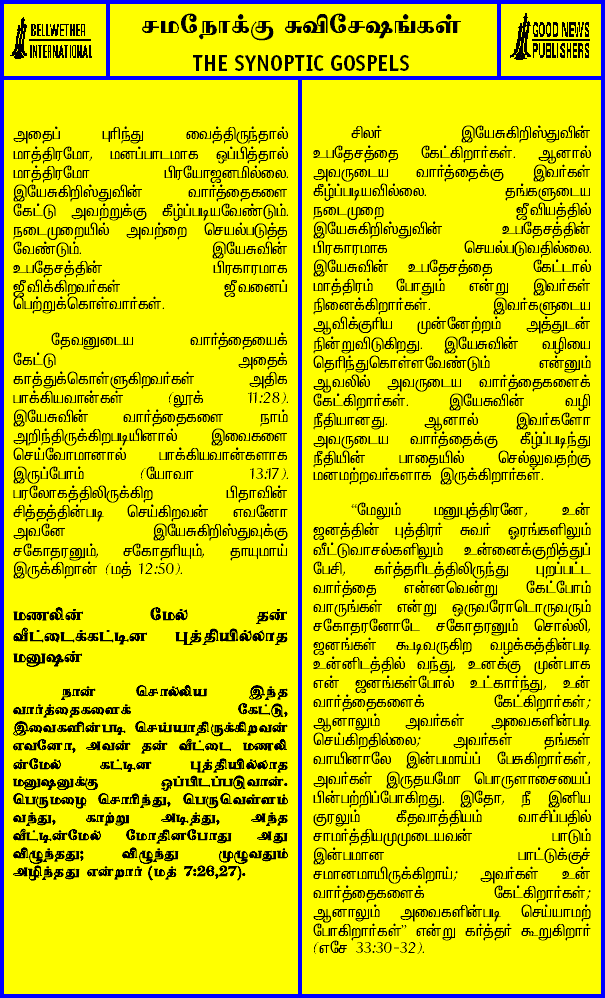 BELLWETHER
INTERNATIONAL
சமநோக்கு சுவிசேஷங்கள்
THE SYNOPTIC GOSPELS
GOOD NEWS
PUBLISHERS
அதைப் புரிந்து வைத்திருந்தால்
மாத்திரமோ, மனப்பாடமாக ஒப்பித்தால்
மாத்திரமோ பிரயோஜனமில்லை.
இயேசுகிறிஸ்துவின் வார்த்தைகளை
கேட்டு அவற்றுக்கு கீழ்ப்படியவேண்டும்.
நடைமுறையில் அவற்றை செயல்படுத்த
வேண்டும். இயேசுவின்
உபதேசத்தின் பிரகாரமாக
ஜீவிக்கிறவர்கள் ஜீவனைப்
பெற்றுக்கொள்வார்கள்.
தேவனுடைய வார்த்தையைக்
கேட்டு அதைக்
காத்துக்கொள்ளுகிறவர்கள் அதிக
பாக்கியவான்கள் (லூக் 11:28).
இயேசுவின் வார்த்தைகளை நாம்
அறிந்திருக்கிறபடியினால் இவைகளை
செய்வோமானால் பாக்கியவான்களாக
இருப்போம் (யோவா 13:17).
பரலோகத்திலிருக்கிற பிதாவின்
சித்தத்தின்படி செய்கிறவன் எவனோ
அவனே இயேசுகிறிஸ்துவுக்கு
சகோதரனும், சகோதரியும், தாயுமாய்
இருக்கிறான் (மத் 12:50).
மணலின் மேல் தன்
வீட்டைக்கட்டின புத்தியில்லாத
மனுஷன்
நான் சொல்லிய இந்த
வார்த்தைகளைக் கேட்டு,
இவைகளின்படி செய்யாதிருக்கிறவன்
எவனோ, அவன் தன் வீட்டை மணலி
ன்மேல் கட்டின புத்தியில்லாத
மனுஷனுக்கு ஒப்பிடப்படுவான்.
பெருமழை சொரிந்து, பெருவெள்ளம்
வந்து, காற்று அடித்து, அந்த
வீட்டின்மேல் மோதினபோது அது
விழுந்தது; விழுந்து முழுவதும்
அழிந்தது என்றார் (மத் 7:26,27).
சிலர் இயேசுகிறிஸ்துவின்
உபதேசத்தை கேட்கிறார்கள். ஆனால்
அவருடைய வார்த்தைக்கு இவர்கள்
கீழ்ப்படியவில்லை. தங்களுடைய
நடைமுறை ஜீவியத்தில்
இயேசுகிறிஸ்துவின் உபதேசத்தின்
பிரகாரமாக செயல்படுவதில்லை.
இயேசுவின் உபதேசத்தை கேட்டால்
மாத்திரம் போதும் என்று இவர்கள்
நினைக்கிறார்கள். இவர்களுடைய
ஆவிக்குரிய முன்னேற்றம் அத்துடன்
நின்றுவிடுகிறது. இயேசுவின் வழியை
தெரிந்துகொள்ளவேண்டும் என்னும்
ஆவலில் அவருடைய வார்த்தைகளைக்
கேட்கிறார்கள். இயேசுவின் வழி
நீதியானது. ஆனால் இவர்களோ
அவருடைய வார்த்தைக்கு கீழ்ப்படிந்து
நீதியின் பாதையில் செல்லுவதற்கு
மனமற்றவர்களாக இருக்கிறார்கள்.
"மேலும் மனுபுத்திரனே, உன்
ஜனத்தின் புத்திரர் சுவர் ஓரங்களிலும்
வீட்டுவாசல்களிலும் உன்னைக்குறித்துப்
பேசி, கர்த்தரிடத்திலிருந்து புறப்பட்ட
வார்த்தை என்னவென்று கேட்போம்
வாருங்கள் என்று ஒருவரோடொருவரும்
சகோதரனோடே சகோதரனும் சொல்லி,
ஜனங்கள் கூடிவருகிற வழக்கத்தின்படி
உன்னிடத்தில் வந்து, உனக்கு முன்பாக
என் ஜனங்கள்போல் உட்கார்ந்து, உன்
வார்த்தைகளைக் கேட்கிறார்கள்;
ஆனாலும் அவர்கள் அவைகளின்படி
செய்கிறதில்லை; அவர்கள் தங்கள்
வாயினாலே இன்பமாய்ப் பேசுகிறார்கள்,
அவர்கள் இருதயமோ பொருளாசையைப்
பின்பற்றிப்போகிறது. இதோ, நீ இனிய
குரலும் கீதவாத்தியம் வாசிப்பதில்
சாமர்த்தியமுமுடையவன் பாடும்
இன்பமான பாட்டுக்குச்
சமானமாயிருக்கிறாய்; அவர்கள் உன்
வார்த்தைகளைக் கேட்கிறார்கள்;
ஆனாலும் அவைகளின்படி செய்யாமற்
போகிறார்கள்" என்று கர்த்தர் கூறுகிறார்
(எசே 33:30-32).